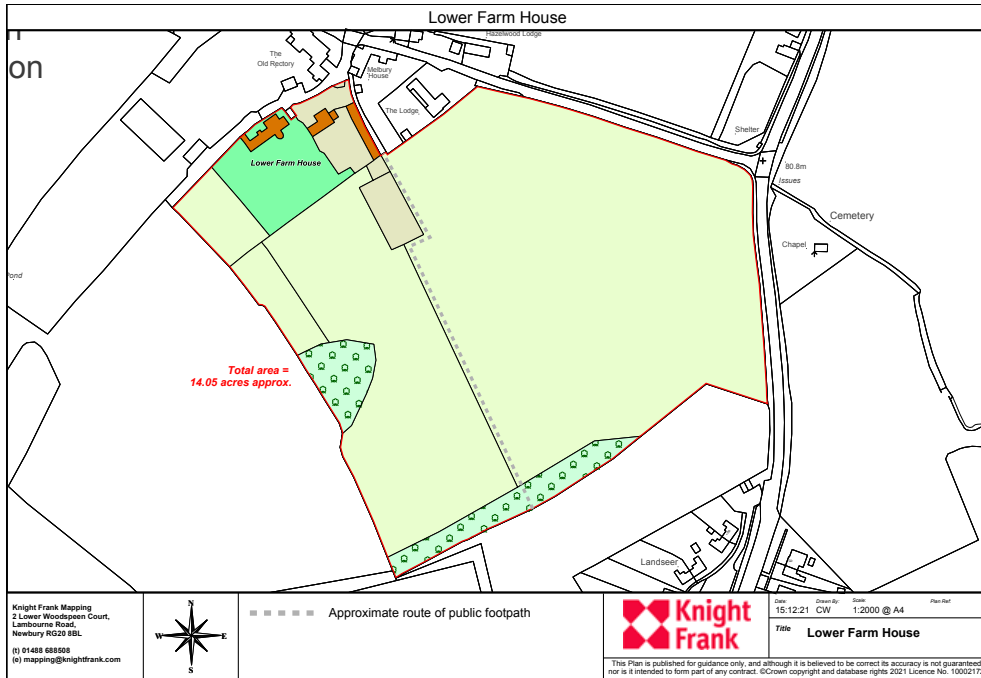 Lower Farm House
on
Hazelwood Lodge
The
Old Rectory
Melbury
House
The Lodge
Shelter
80.8m
Issues
Lower Farm House
Cemetery
Chapel
Pond
Total area =
14.05 acres approx.
Landseer
Knight Frank Mapping
2 Lower Woodspeen Court,
Lambourne Road,
Newbury RG20 8BL
(t) 01488 688508
(e) mapping@knightfrank.com
N
W E
S
Approximate route of public footpath
Knight
Frank
Date: Drawn By: Scale: Plan Ref:
15:12:21 CW 1:2000 @ A4
Title Lower Farm House
This Plan is published for guidance only, and although it is believed to be correct its accuracy is not guaranteed
nor is it intended to form part of any contract. ©Crown copyright and database rights 2021 Licence No.